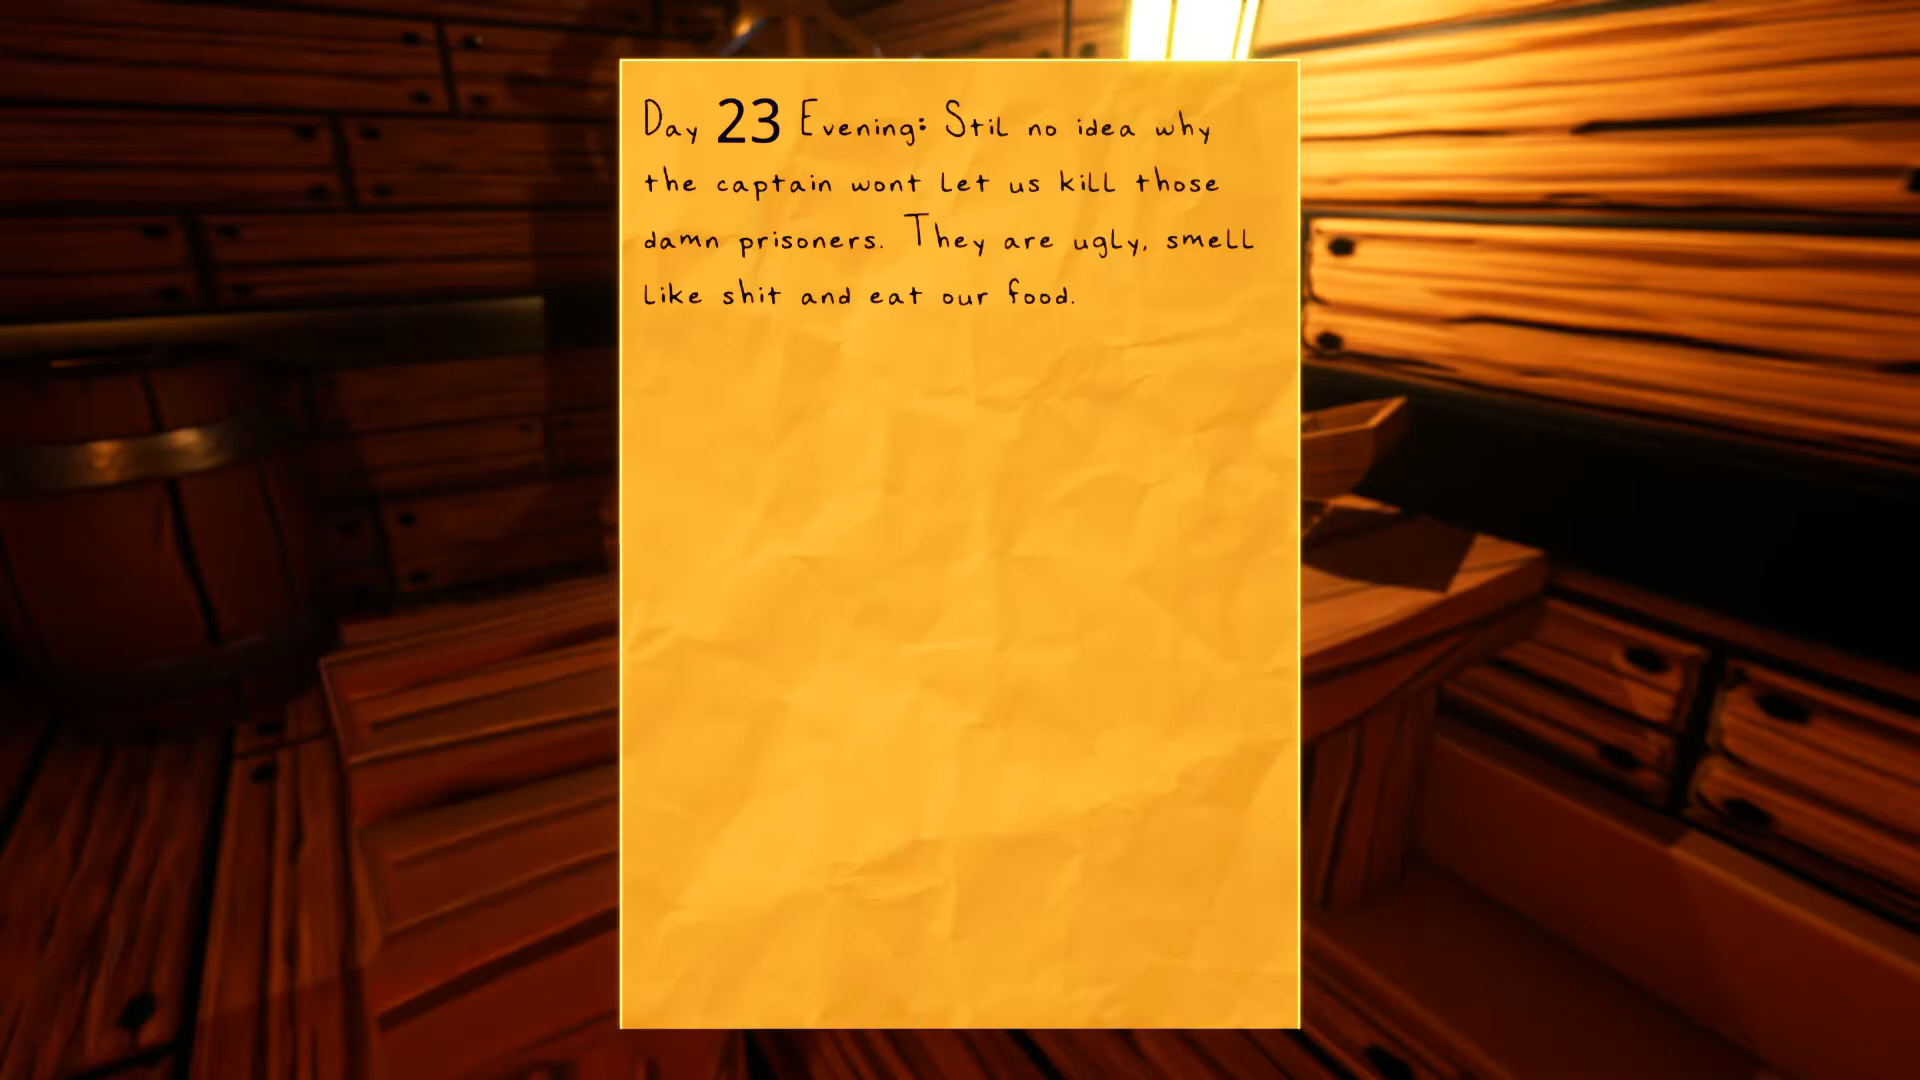 Day 23 Evening: Stil no idea why
the captain wont let us kill those
damn prisoners. They are ugly, smell
like shit and eat our food.